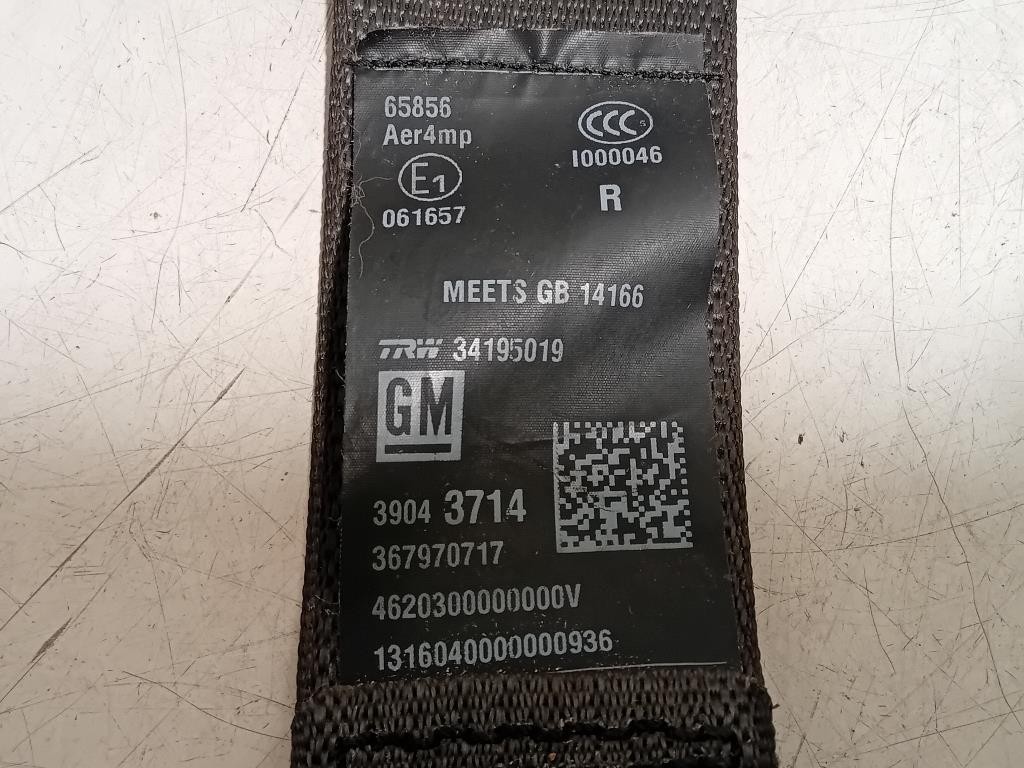 65856
Aer4mp
E1
061657
CCC
I000046
R
MEETS GB 14166
TRW 34195019
GM
3904 3714
367970717
4620300000000V
1316040000000936